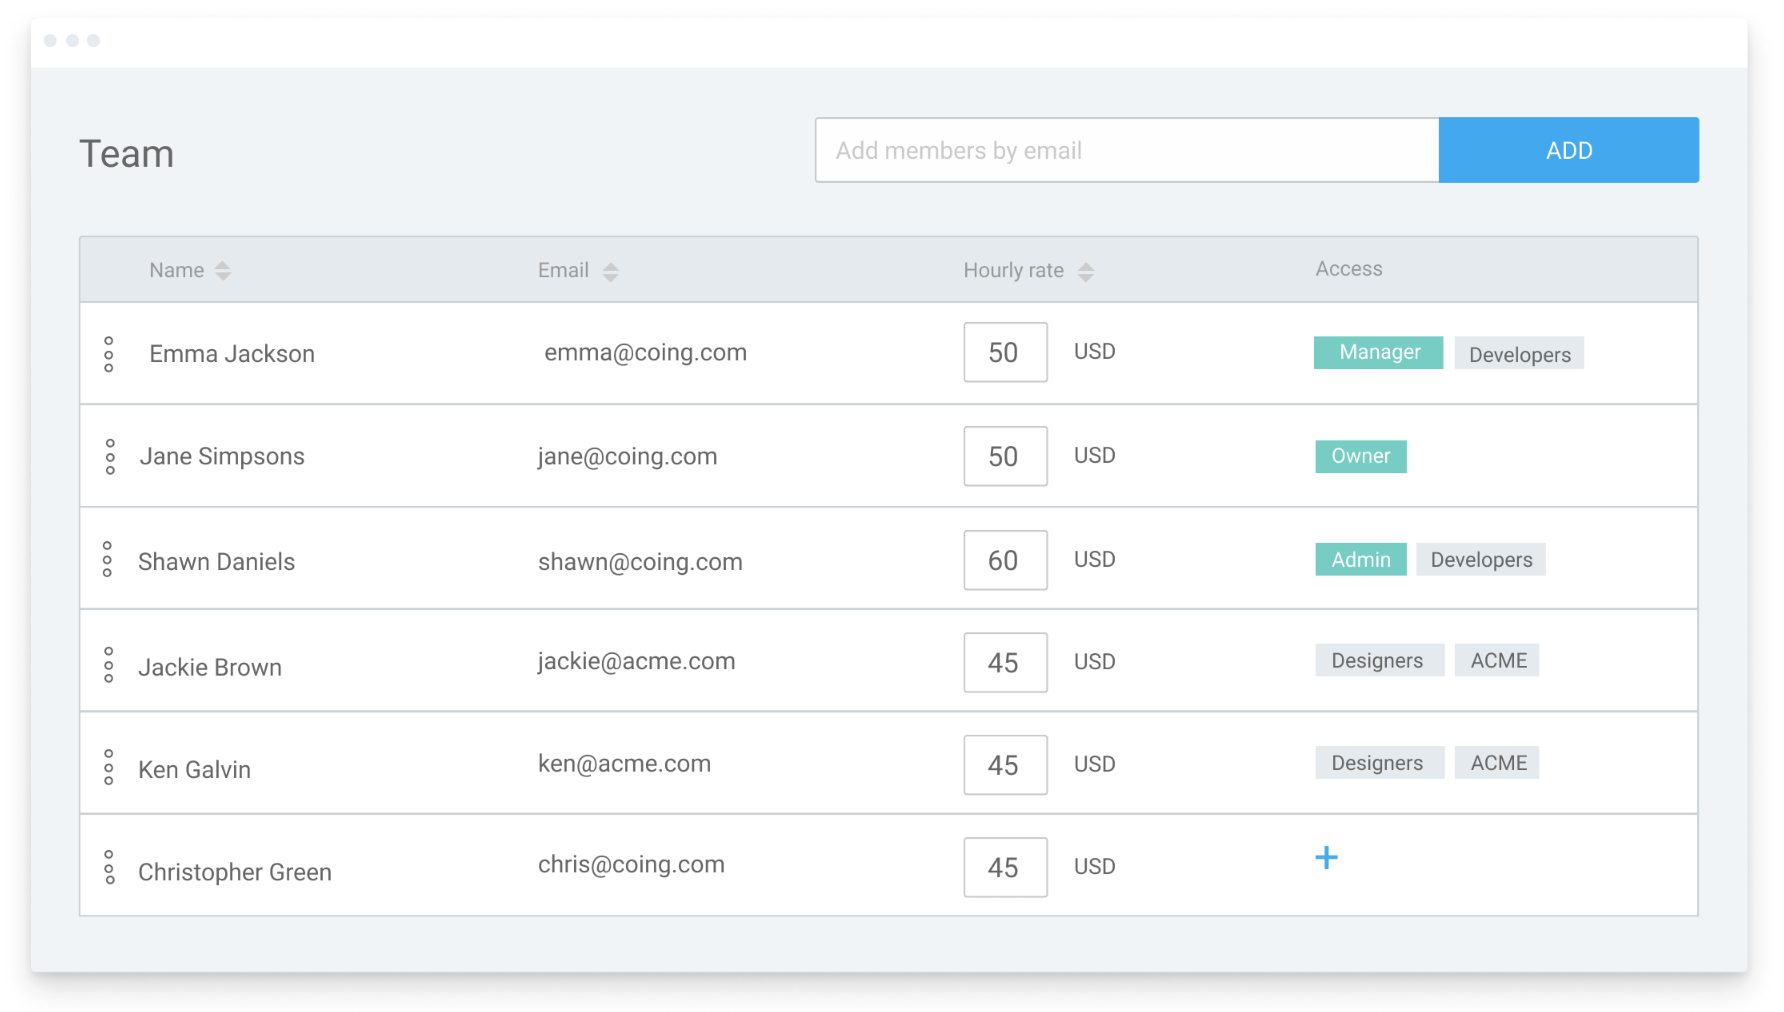 Team
Add members by email
ADD
Name Email Hourly rate Access
Emma Jackson emma@coing.com 50 USD Manager Developers
Jane Simpsons jane@coing.com 50 USD Owner
Shawn Daniels shawn@coing.com 60 USD Admin Developers
Jackie Brown jackie@acme.com 45 USD Designers ACME
Ken Galvin ken@acme.com 45 USD Designers ACME
Christopher Green chris@coing.com 45 USD +